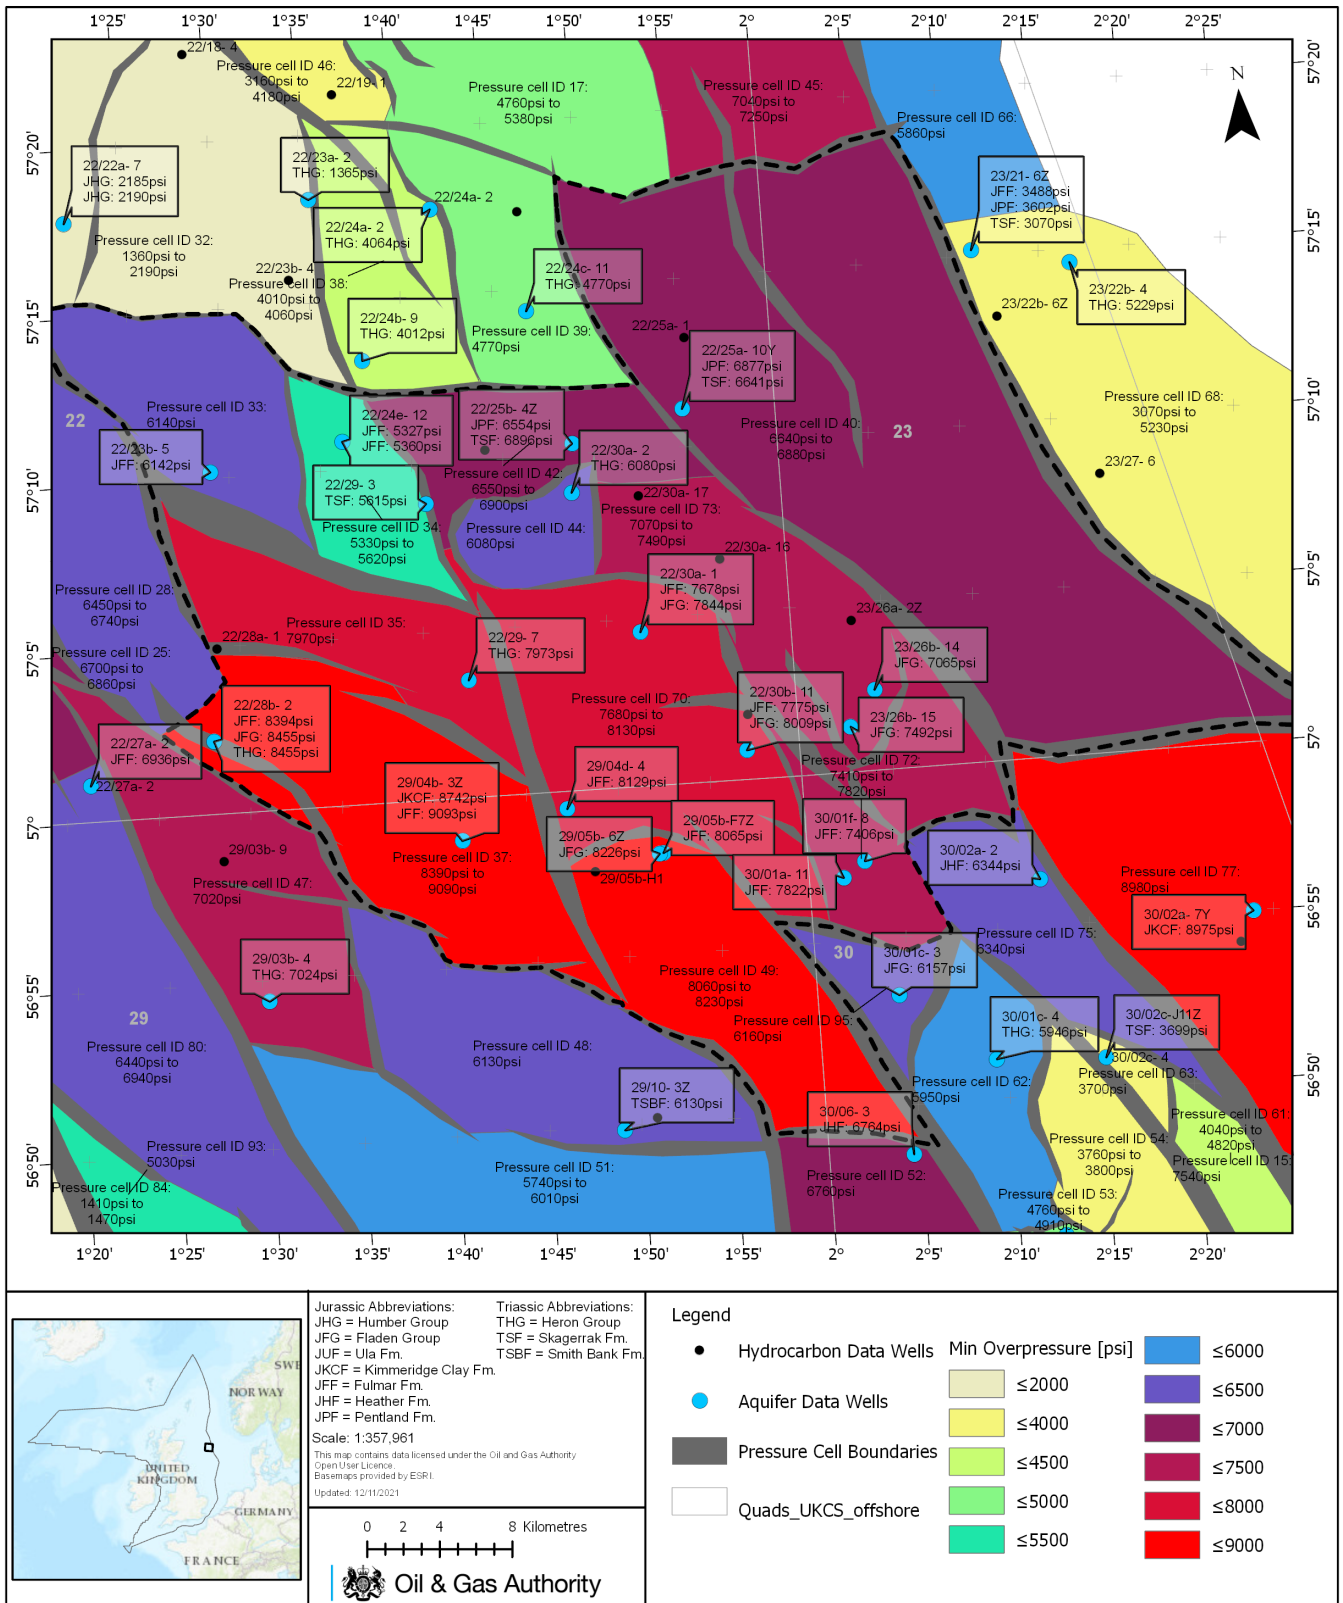 1°25'
1°30'
1°40'
1°45'
1°50'
1°55'
2°
2°5'
2°10'
2°15'
2°20'
2°25'
22/18- 4
Pressure cell ID 46:
3160psi to
4180psi
22/19- 1
Pressure cell ID 17:
4760psi to
5380psi
Pressure cell ID 45:
7040psi to
7250psi
Pressure cell ID 66:
5860psi
N
57°20'
57°20'
22/22a- 7
JHG: 2185psi
JHG: 2190psi
22/23a- 2
THG: 1365psi
22/24a- 2
22/24a- 2
THG: 4064psi
23/21- 6Z
JFF: 3488psi
JPF: 3602psi
TSF: 3070psi
57°15'
Pressure cell ID 32:
1360psi to
2190psi
22/23b- 4
Pressure cell ID 38:
4010psi to
4060psi
22/24c- 11
THG: 4770psi
23/22b- 4
THG: 5229psi
23/22b- 6Z
57°15'
22/24b- 9
THG: 4012psi
Pressure cell ID 39:
4770psi
22/25a- 1
22/25a- 10Y
JPF: 6877psi
TSF: 6641psi
57°10'
22
Pressure cell ID 33:
6140psi
22/24e- 12
JFF: 5327psi
JFF: 5360psi
22/25b- 4Z
JPF: 6554psi
TSF: 6896psi
Pressure cell ID 40:
6640psi to
6880psi
23
Pressure cell ID 68:
3070psi to
5230psi
22/23b- 5
JFF: 6142psi
22/30a- 2
THG: 6080psi
23/27- 6
57°10'
22/29- 3
TSF: 5615psi
Pressure cell ID 42:
6550psi to
6900psi
22/30a- 17
Pressure cell ID 73:
7070psi to
7490psi
Pressure cell ID 34:
5330psi to
5620psi
Pressure cell ID 44:
6080psi
22/30a- 16
57°5'
22/30a- 1
JFF: 7678psi
JFG: 7844psi
Pressure cell ID 28:
6450psi to
6740psi
Pressure cell ID 35:
7970psi
22/28a- 1
22/29- 7
THG: 7973psi
23/26a- 2Z
57°5'
Pressure cell ID 25:
6700psi to
6860psi
23/26b- 14
JFG: 7065psi
22/28b- 2
JFF: 8394psi
JFG: 8455psi
THG: 8455psi
Pressure cell ID 70:
7680psi to
8130psi
22/30b- 11
JFF: 7775psi
JFG: 8009psi
23/26b- 15
JFG: 7492psi
57°
22/27a- 2
JFF: 6936psi
22/27a- 2
29/04b- 3Z
JKCF: 8742psi
JFF: 9093psi
29/04d- 4
JFF: 8129psi
Pressure cell ID 72:
7410psi to
7820psi
57°
29/05b- 6Z
JFG: 8226psi
29/05b-F7Z
JFF: 8065psi
30/01f- 8
JFF: 7406psi
29/03b- 9
Pressure cell ID 37:
8390psi to
9090psi
29/05b-H1
30/01a- 11
JFF: 7822psi
30/02a- 2
JHF: 6344psi
Pressure cell ID 77:
8980psi
Pressure cell ID 47:
7020psi
30/02a- 7Y
JKCF: 8975psi
56°55'
29/03b- 4
THG: 7024psi
Pressure cell ID 49:
8060psi to
8230psi
30
30/01c- 3
JFG: 6157psi
Pressure cell ID 75:
6340psi
56°55'
29
Pressure cell ID 95:
6160psi
30/01c- 4
THG: 5946psi
30/02c-J11Z
TSF: 3699psi
Pressure cell ID 80:
6440psi to
6940psi
Pressure cell ID 48:
6130psi
30/02c- 4
Pressure cell ID 63:
3700psi
56°50'
29/10- 3Z
TSBF: 6130psi
Pressure cell ID 62:
5950psi
30/06- 3
JHF: 6764psi
Pressure cell ID 61:
4040psi to
4820psi
Pressure cell ID 93:
5030psi
Pressure cell ID 54:
3760psi to
3800psi
Pressure cell ID 15:
7540psi
56°50'
Pressure cell ID 84:
1410psi to
1470psi
Pressure cell ID 51:
5740psi to
6010psi
Pressure cell ID 52:
6760psi
Pressure cell ID 53:
4760psi to
4910psi
1°20'
1°25'
1°30'
1°35'
1°40'
1°45'
1°50'
1°55'
2°
2°5'
2°10'
2°15'
2°20'
NORWAY
SWE
UNITED
KINGDOM
GERMANY
FRANCE
Jurassic Abbreviations:
JHG = Humber Group
JFG = Fladen Group
JUF = Ula Fm.
JKCF = Kimmeridge Clay Fm.
JFF = Fulmar Fm.
JHF = Heather Fm.
JPF = Pentland Fm.
Triassic Abbreviations:
THG = Heron Group
TSF = Skagerrak Fm.
TSBF = Smith Bank Fm.
Scale: 1:357,961
This map contains data licensed under the Oil and Gas Authority
Open User Licence.
Basemaps provided by ESRI.
Updated: 12/11/2021
0 2 4 8 Kilometres
Oil & Gas Authority
Legend
Hydrocarbon Data Wells
Aquifer Data Wells
Pressure Cell Boundaries
Quads_UKCS_offshore
Min Overpressure [psi]
≤2000
≤4000
≤4500
≤5000
≤5500
≤6000
≤6500
≤7000
≤7500
≤8000
≤9000